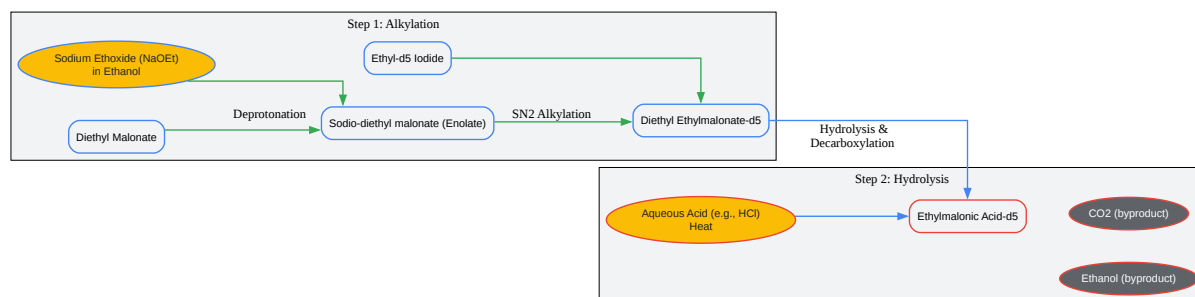 Step 1: Alkylation
Sodium Ethoxide (NaOEt)
in Ethanol
Ethyl-d5 Iodide
Deprotonation
SN2 Alkylation
Diethyl Malonate
Sodio-diethyl malonate (Enolate)
Diethyl Ethylmalonate-d5
Hydrolysis &
Decarboxylation
Step 2: Hydrolysis
Aqueous Acid (e.g., HCl)
Heat
Ethylmalonic Acid-d5
CO2 (byproduct)
Ethanol (byproduct)